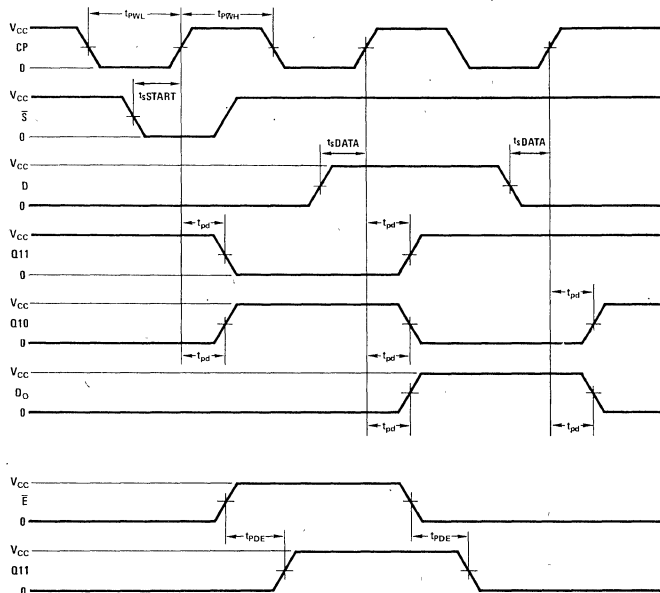 tPWL tPWH
VCC
CP
0
tsSTART
VCC
S̅
0
tsDATA tsDATA
VCC
D
0
tpd tpd
VCC
Q11
0
tpd
VCC
Q10
0
tpd tpd
VCC
DO
0
tpd tpd
VCC
E̅
0
tPDE tPDE
VCC
Q11
0